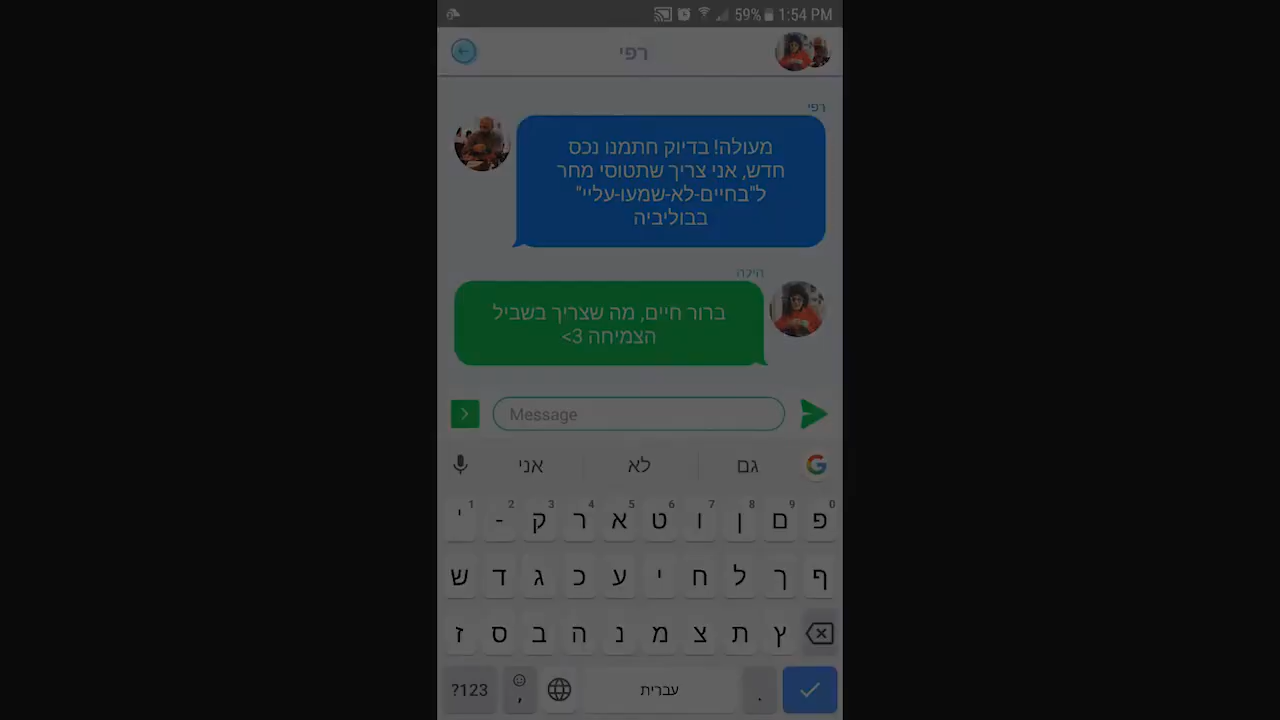 59% 1:54 PM
רפי
רפי
מעולה! בדיוק חתמנו נכס
חדש, אני צריך שתטוסי מחר
ל"בחיים-לא-שמעו-עליי"
בבוליביה
הילה
ברור חיים, מה שצריך בשביל
הצמיחה 3>
Message
אני לא גם
1 2 3 4 5 6 7 8 9 0
' - ק ר א ט ו ן ם פ
ש ד ג כ ע י ח ל ך ף
ז ס ב ה נ מ צ ת ץ
?123 , עברית .